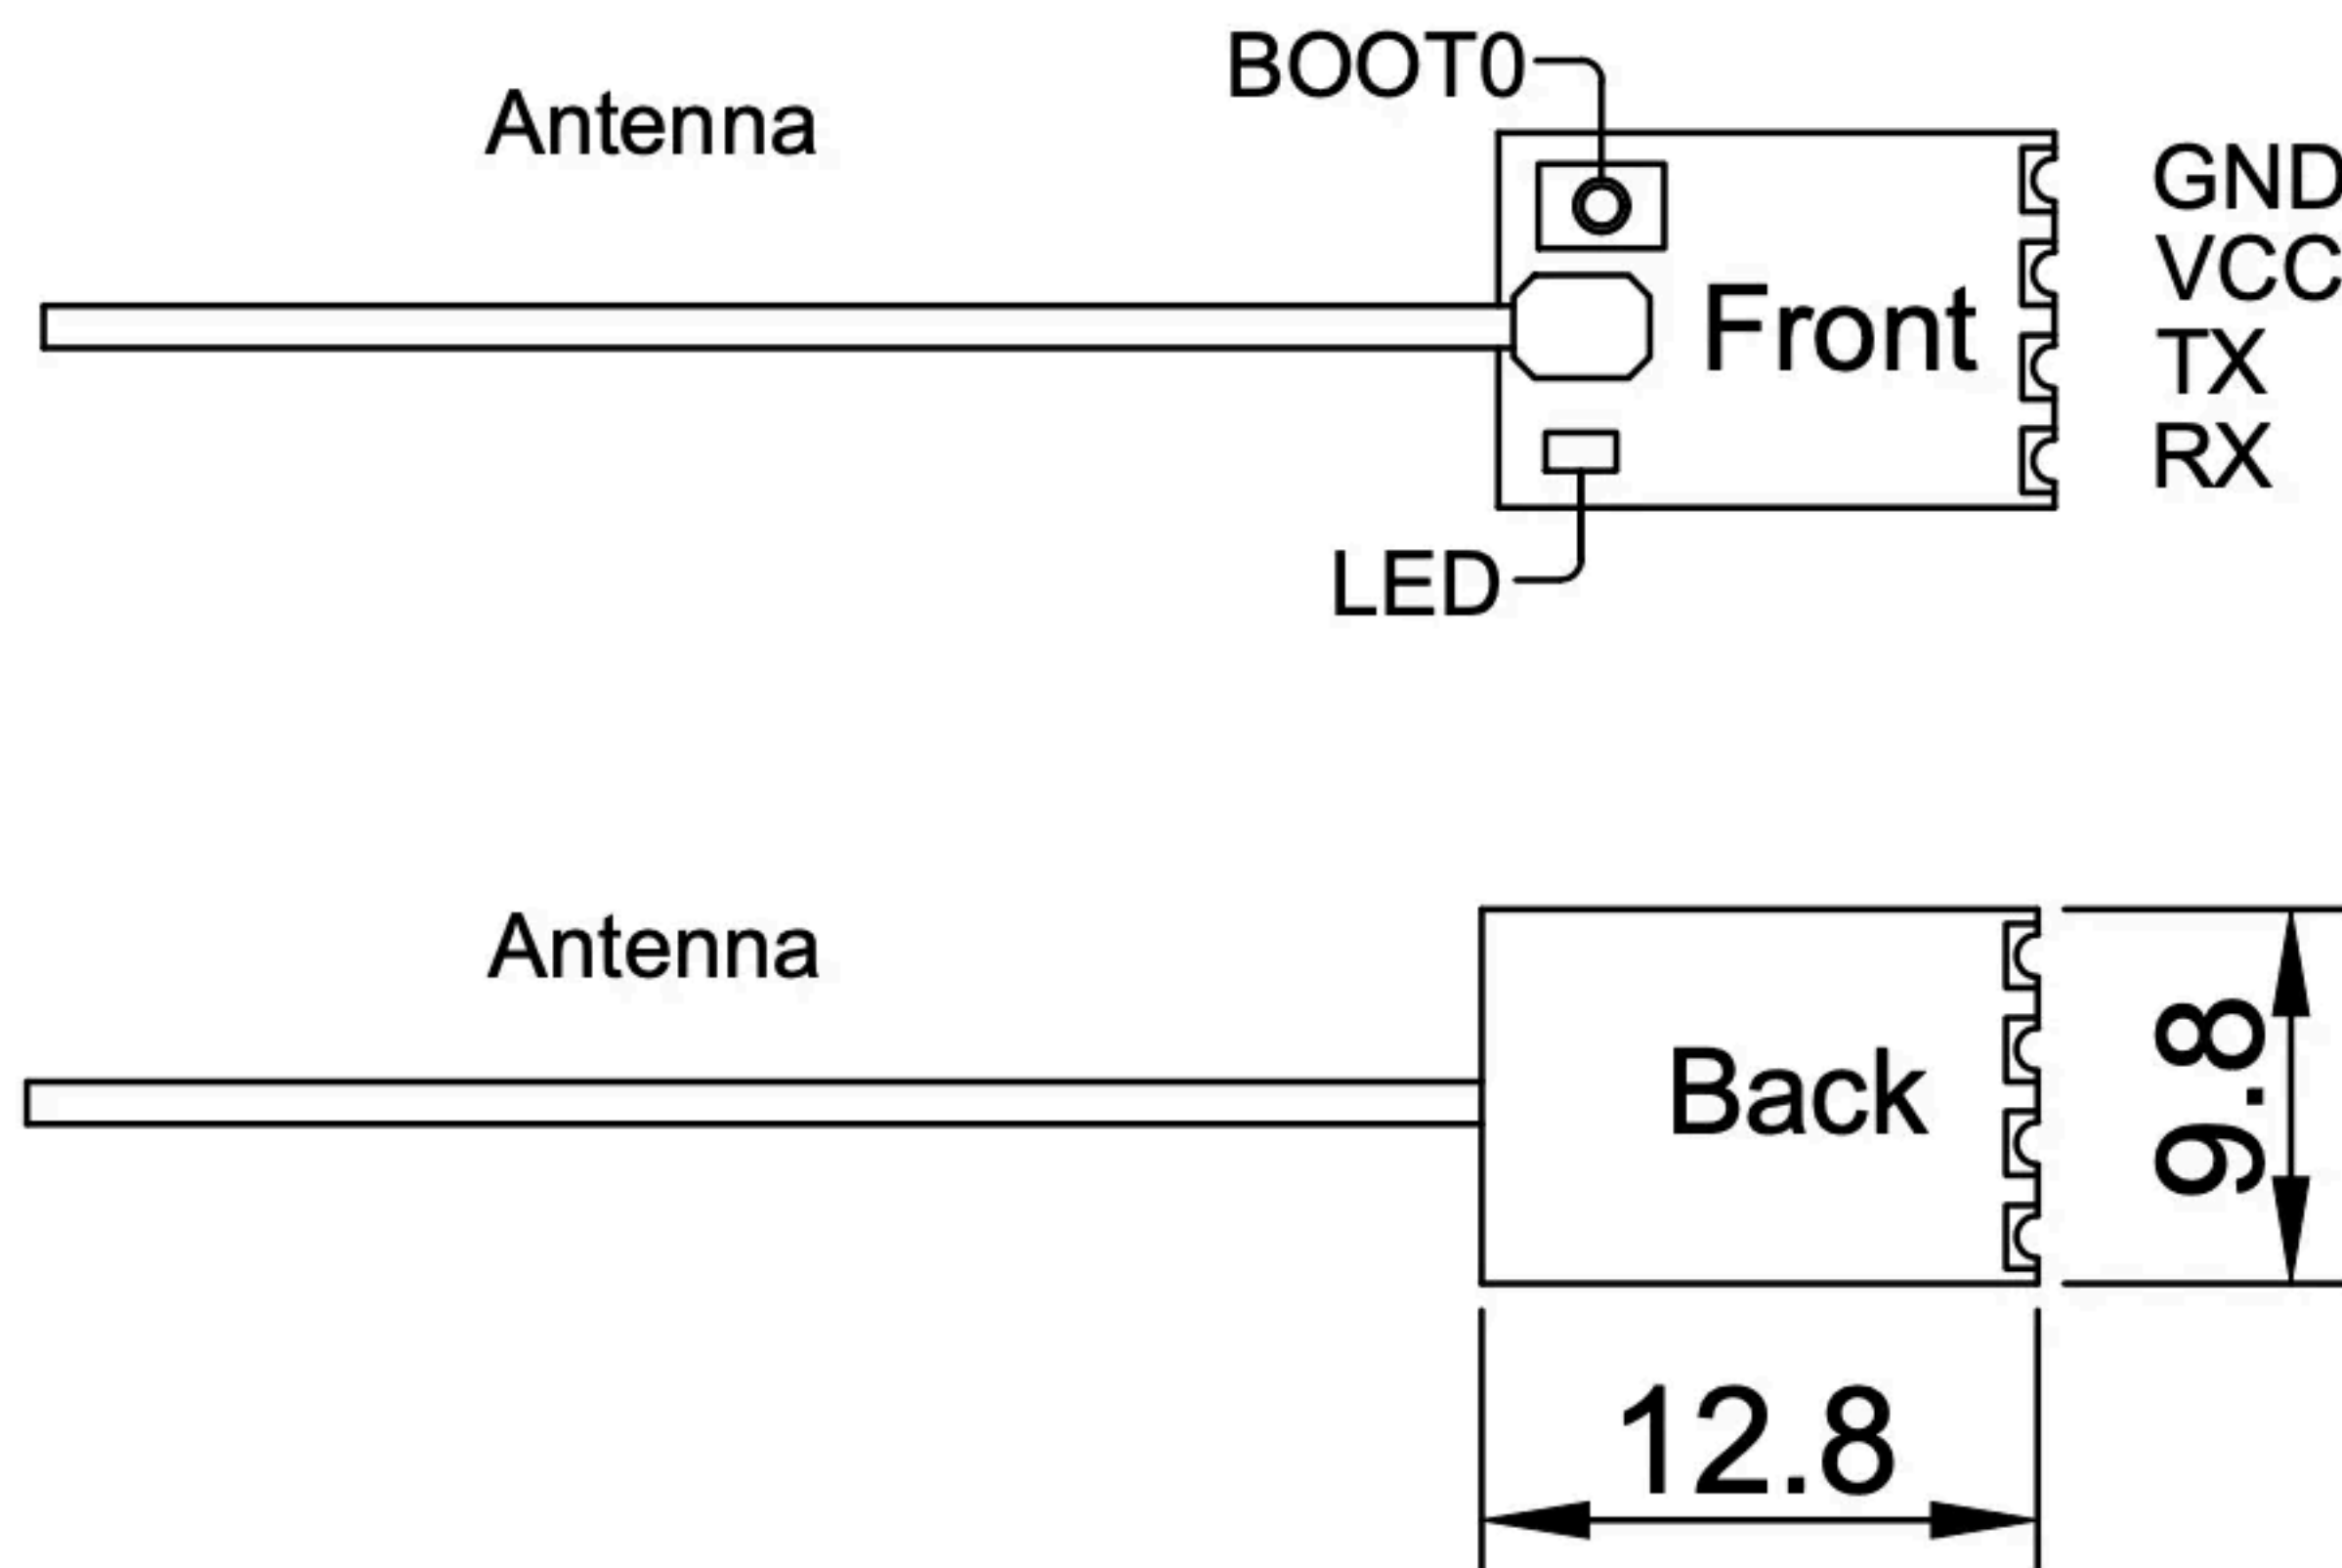 BOOT0
Antenna
GND
VCC
Front
TX
RX
LED
Antenna
Back
9.8
12.8